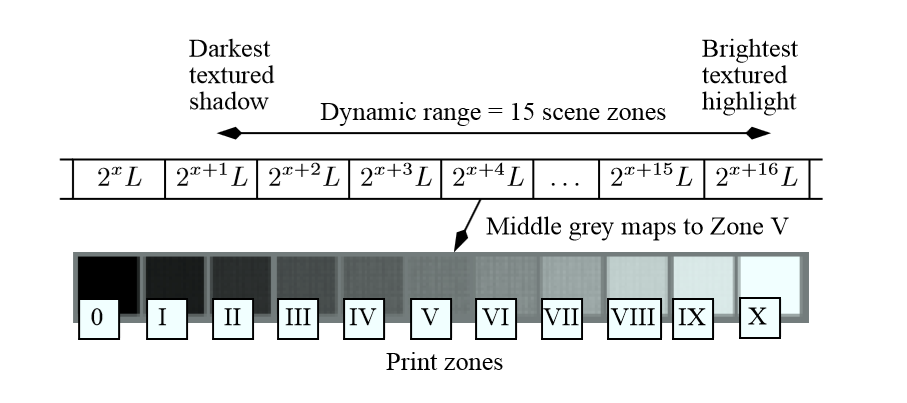 Darkest
textured
shadow
Brightest
textured
highlight
Dynamic range = 15 scene zones
2^x L 2^{x+1} L 2^{x+2} L 2^{x+3} L 2^{x+4} L ... 2^{x+15} L 2^{x+16} L
Middle grey maps to Zone V
0 I II III IV V VI VII VIII IX X
Print zones